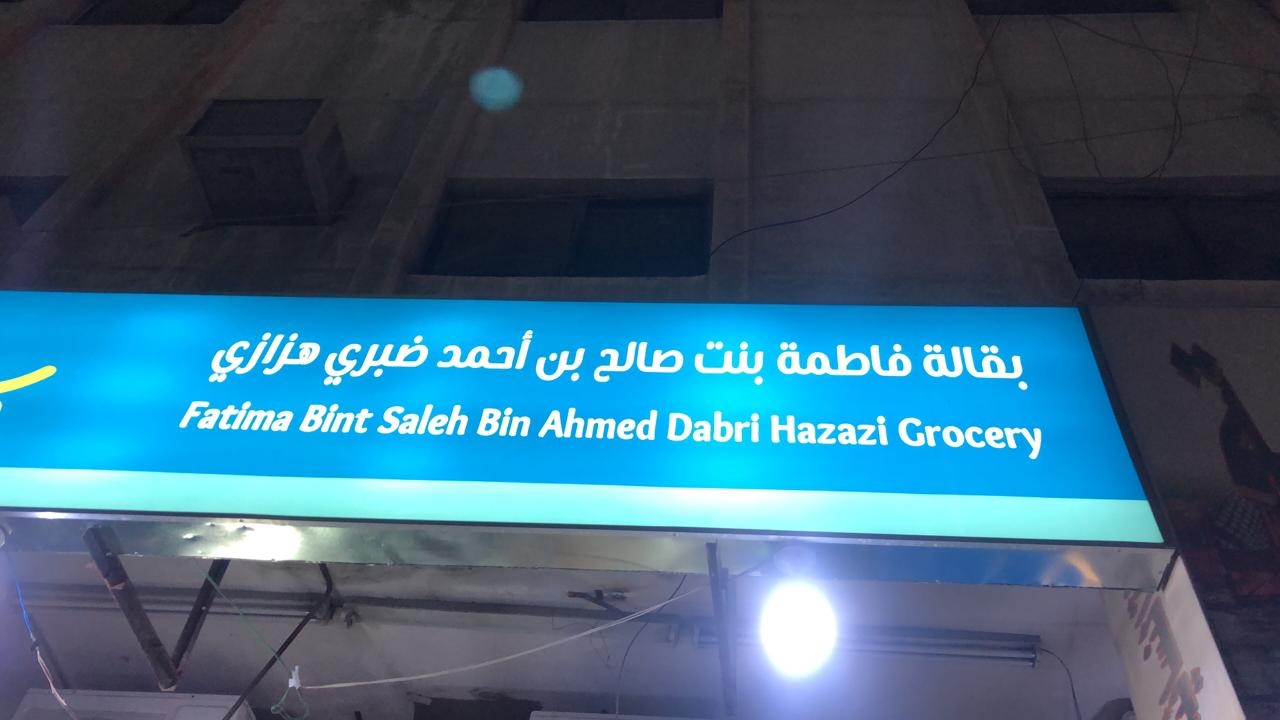 بقالة فاطمة بنت صالح بن أحمد ضبري هزازي
Fatima Bint Saleh Bin Ahmed Dabri Hazazi Grocery